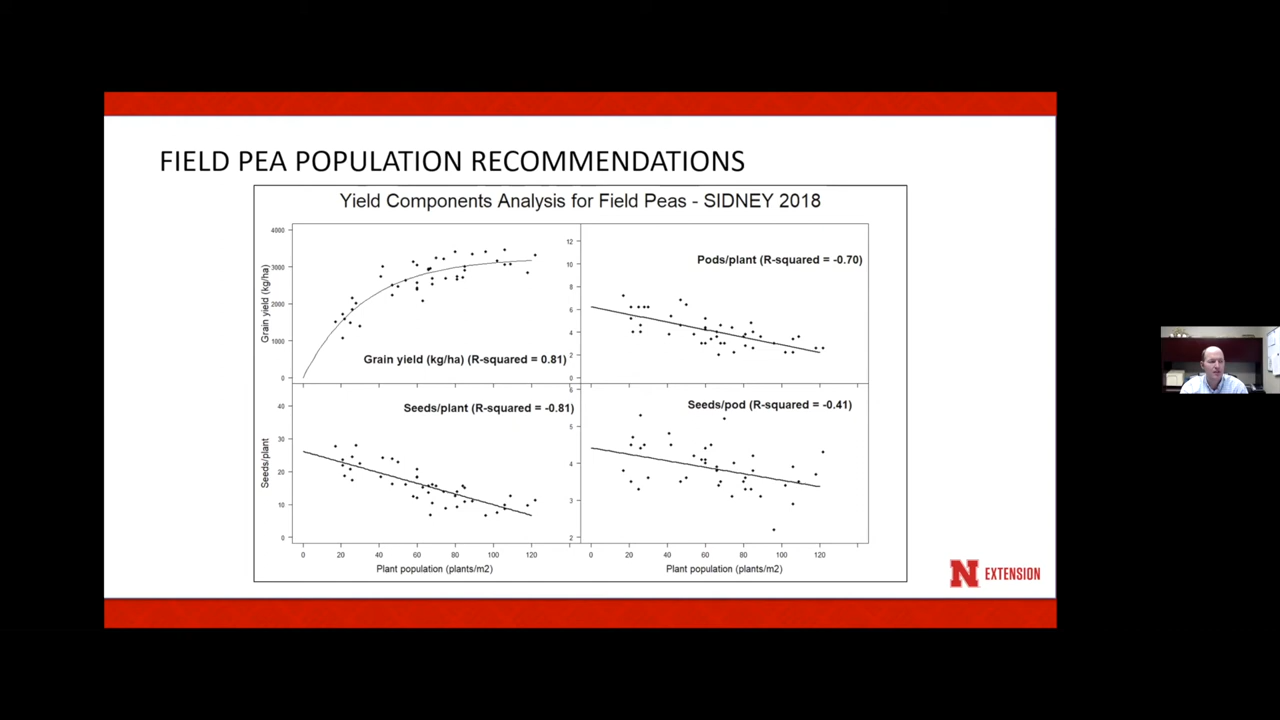 FIELD PEA POPULATION RECOMMENDATIONS
Yield Components Analysis for Field Peas - SIDNEY 2018
4000
3000
2000
1000
0
Grain yield (kg/ha)
Grain yield (kg/ha) (R-squared = 0.81)
12
10
8
6
4
2
0
Pods/plant (R-squared = -0.70)
40
30
20
10
0
Seeds/plant
Seeds/plant (R-squared = -0.81)
0 20 40 60 80 100 120
Plant population (plants/m2)
6
5
4
3
2
Seeds/pod (R-squared = -0.41)
0 20 40 60 80 100 120
Plant population (plants/m2)
N EXTENSION